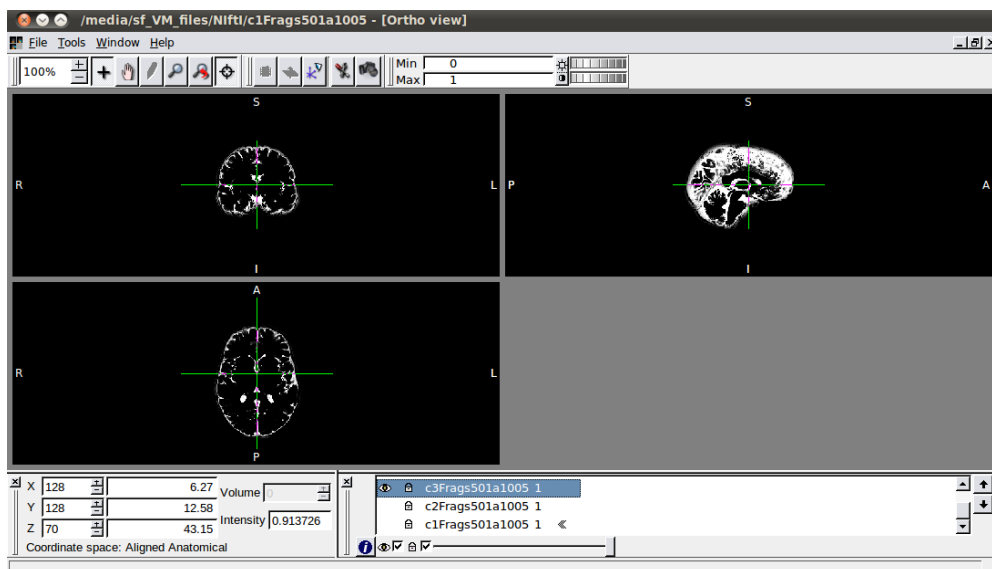 /media/sf_VM_files/NIftI/c1Frags501a1005 - [Ortho view]
File Tools Window Help
100% Min 0
Max 1
S S
R L P A
I I
A
R L
P
X 128 6.27 Volume 0
Y 128 12.58 Intensity 0.913726
Z 70 43.15
Coordinate space: Aligned Anatomical
c3Frags501a1005 1
c2Frags501a1005 1
c1Frags501a1005 1 «